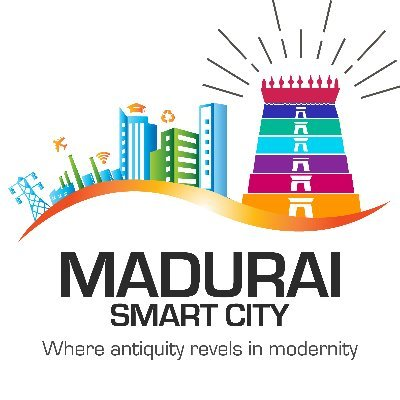 MADURAI
SMART CITY
Where antiquity revels in modernity